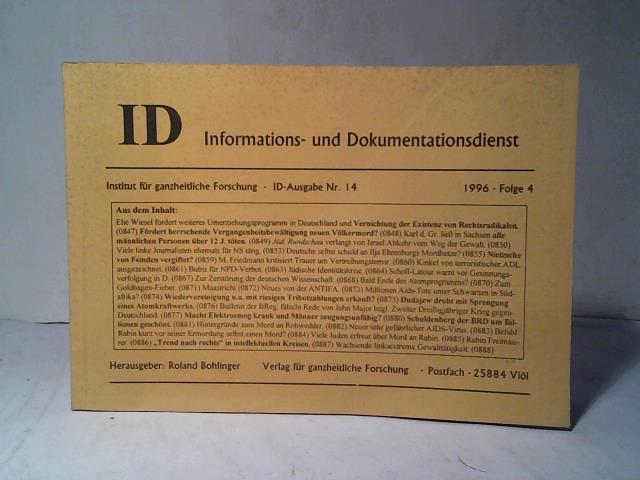 ID Informations- und Dokumentationsdienst
Institut für ganzheitliche Forschung · ID-Ausgabe Nr. 14 1996 - Folge 4
Aus dem Inhalt:
Elie Wiesel fordert weiteres Umerziehungsprogramm in Deutschland und Vernichtung der Existenz von Rechtsradikalen.
(0847) Fördert herrschende Vergangenheitsbewältigung neuen Völkermord? (0848) Karl d. Gr. ließ in Sachsen alle
männlichen Personen über 12 J. töten. (0849) Jüd. Rundschau verlangt von Israel Abkehr vom Weg der Gewalt. (0850)
Viele linke Journalisten ehemals für NS tätig. (0853) Deutsche selbst schuld an Ilja Ehrenburgs Mordhetze? (0855) Nietzsche
von Feinden vergiftet? (0859) M. Friedmann kritisiert Trauer um Vertreibungsterror. (0860) Kinkel von terroristischer ADL
ausgezeichnet. (0861) Bubis für NPD-Verbot. (0863) Jüdische Identitätskrise. (0864) Scholl-Latour warnt vor Gesinnungs-
verfolgung in D. (0867) Zur Zerstörung der deutschen Wissenschaft. (0868) Bald Ende des Atomprogramms? (0870) Zum
Goldhagen-Fieber. (0871) Maastricht (0872) Neues von der ANTIFA. (0873) Millionen Aids-Tote unter Schwarzen in Süd-
afrika? (0874) Wiedervereinigung u.a. mit riesigen Tributzahlungen erkauft? (0875) Dudajew droht mit Sprengung
eines Atomkraftwerks. (0876) Bulletin der BReg. fälscht Rede von John Major bzgl. Zweiter Dreißigjähriger Krieg gegen
Deutschland. (0877) Macht Elektrosmog krank und Männer zeugungsunfähig? (0880) Schuldenberg der BRD um Bil-
lionen geschönt. (0881) Hintergründe zum Mord an Rohwedder. (0882) Neuer sehr gefährlicher AIDS-Virus. (0883) Befahl
Rabin kurz vor seiner Ermordung selbst einen Mord? (0884) Viele Juden erfreut über Mord an Rabin. (0885) Rabin Freimau-
rer. (0886) „Trend nach rechts" in intellektuellen Kreisen. (0887) Wachsende linksextreme Gewalttätigkeit. (0888)
Herausgeber: Roland Bohlinger Verlag für ganzheitliche Forschung · Postfach - 25884 Viöl